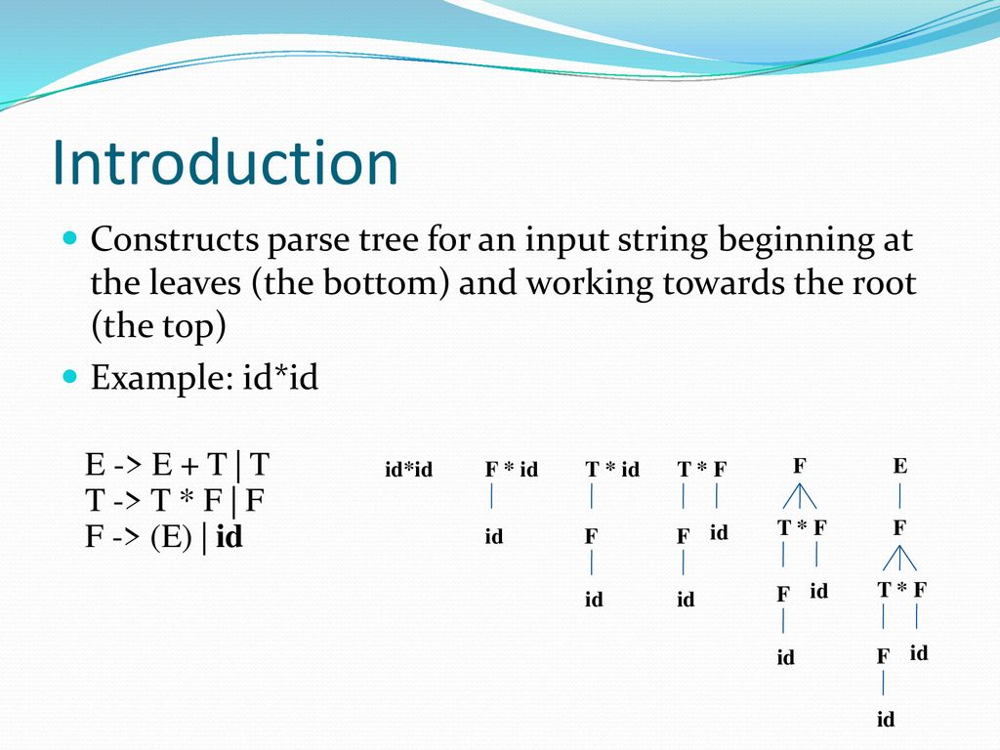 Introduction
Constructs parse tree for an input string beginning at
the leaves (the bottom) and working towards the root
(the top)
Example: id*id
E -> E + T | T
T -> T * F | F
F -> (E) | id
id*id F * id T * id T * F F E
id F F id T * F F
id id F id T * F
id F id
id